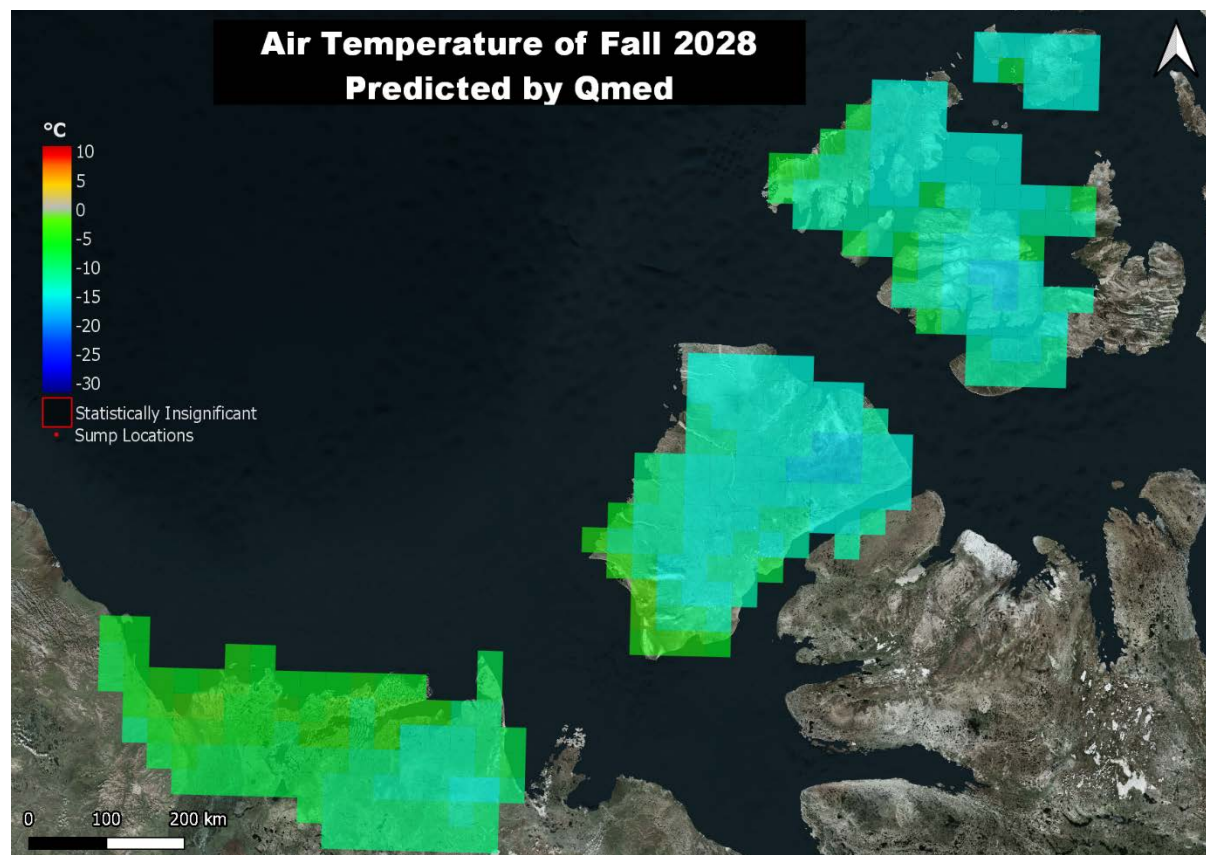 Air Temperature of Fall 2028
Predicted by Qmed
°C
10
5
0
-5
-10
-15
-20
-25
-30
Statistically Insignificant
Sump Locations
0 100 200 km